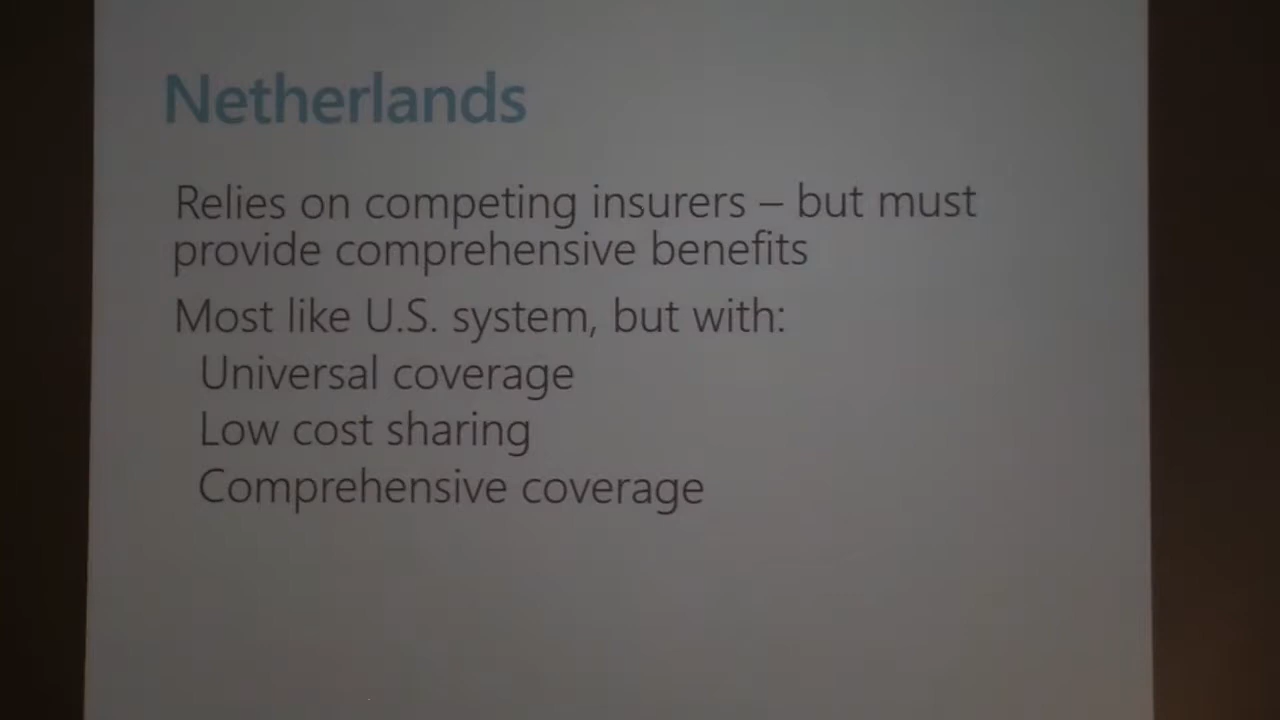 Netherlands
Relies on competing insurers – but must
provide comprehensive benefits
Most like U.S. system, but with:
Universal coverage
Low cost sharing
Comprehensive coverage